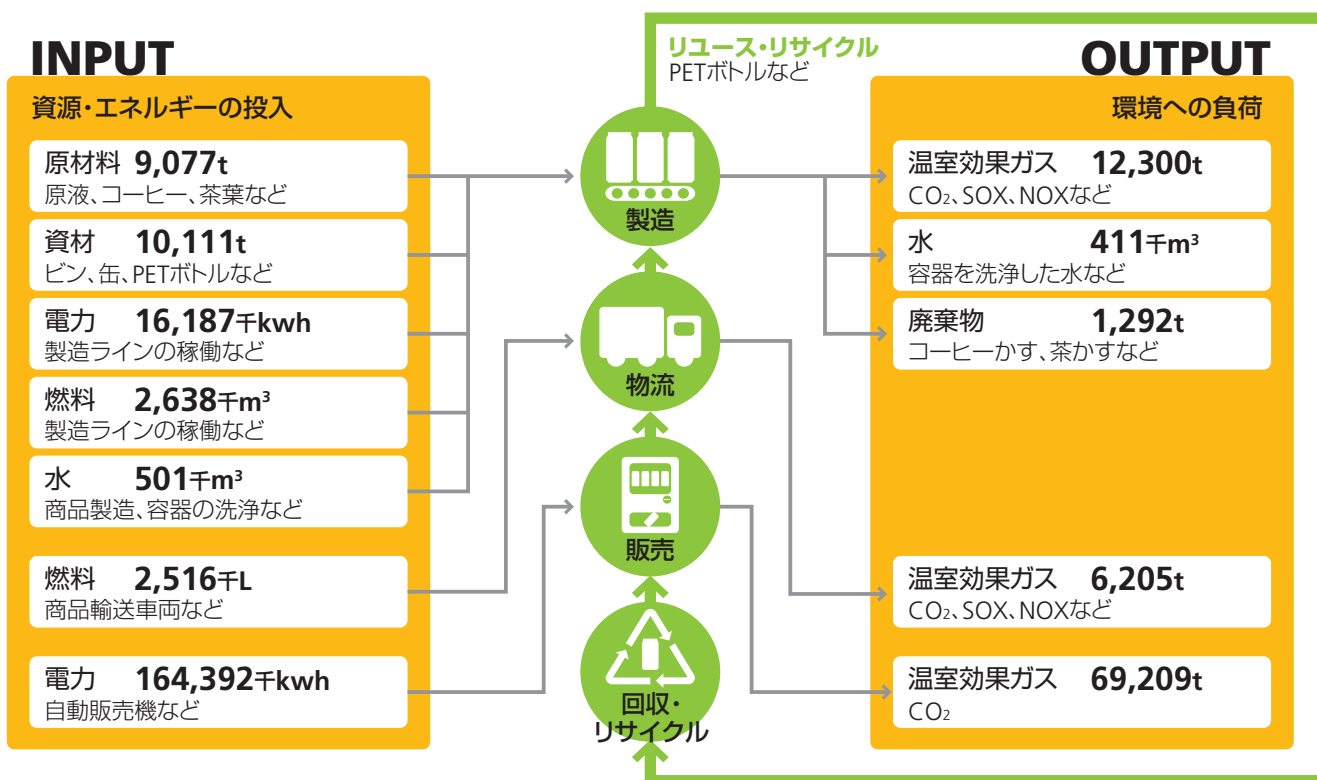 INPUT
資源・エネルギーの投入
原材料 9,077t
原液、コーヒー、茶葉など
資材 10,111t
ビン、缶、PETボトルなど
電力 16,187千kwh
製造ラインの稼働など
燃料 2,638千m³
製造ラインの稼働など
水 501千m³
商品製造、容器の洗浄など
燃料 2,516千L
商品輸送車両など
電力 164,392千kwh
自動販売機など
リユース・リサイクル
PETボトルなど
製造
物流
販売
回収・
リサイクル
OUTPUT
環境への負荷
温室効果ガス 12,300t
CO₂、SOX、NOXなど
水 411千m³
容器を洗浄した水など
廃棄物 1,292t
コーヒーかす、茶かすなど
温室効果ガス 6,205t
CO₂、SOX、NOXなど
温室効果ガス 69,209t
CO₂